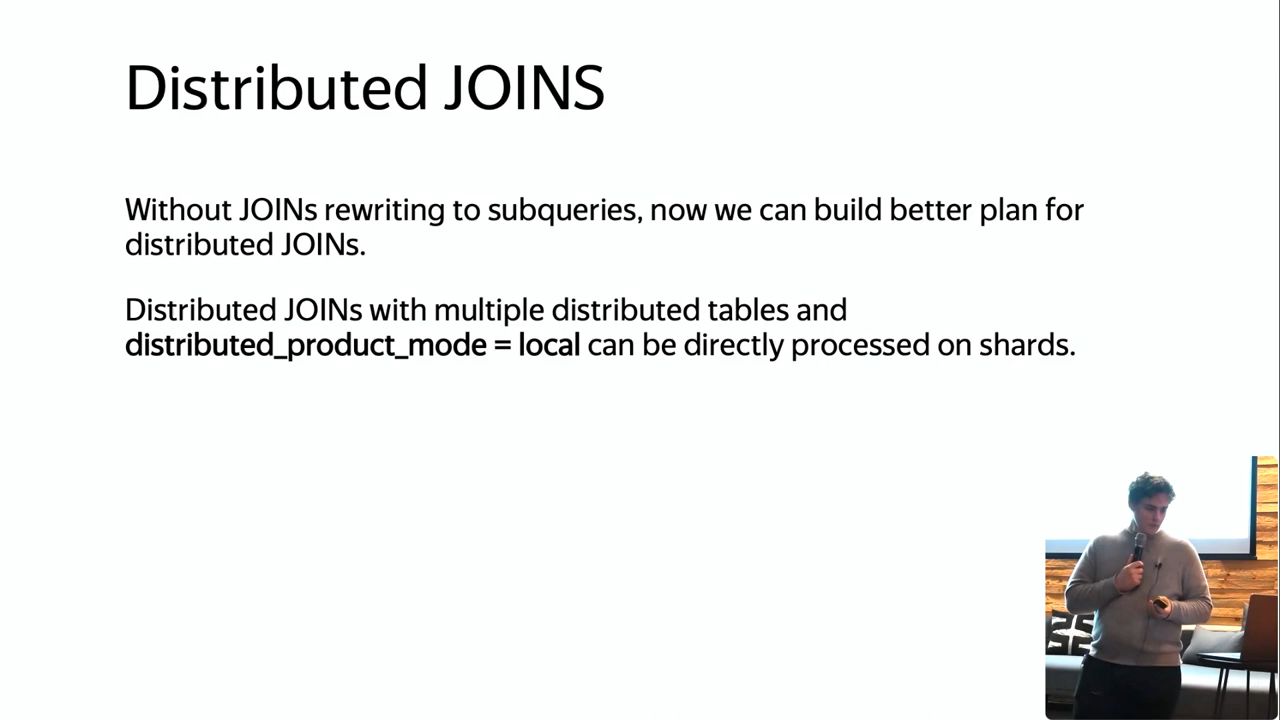 Distributed JOINS
Without JOINs rewriting to subqueries, now we can build better plan for
distributed JOINs.
Distributed JOINs with multiple distributed tables and
distributed_product_mode = local can be directly processed on shards.